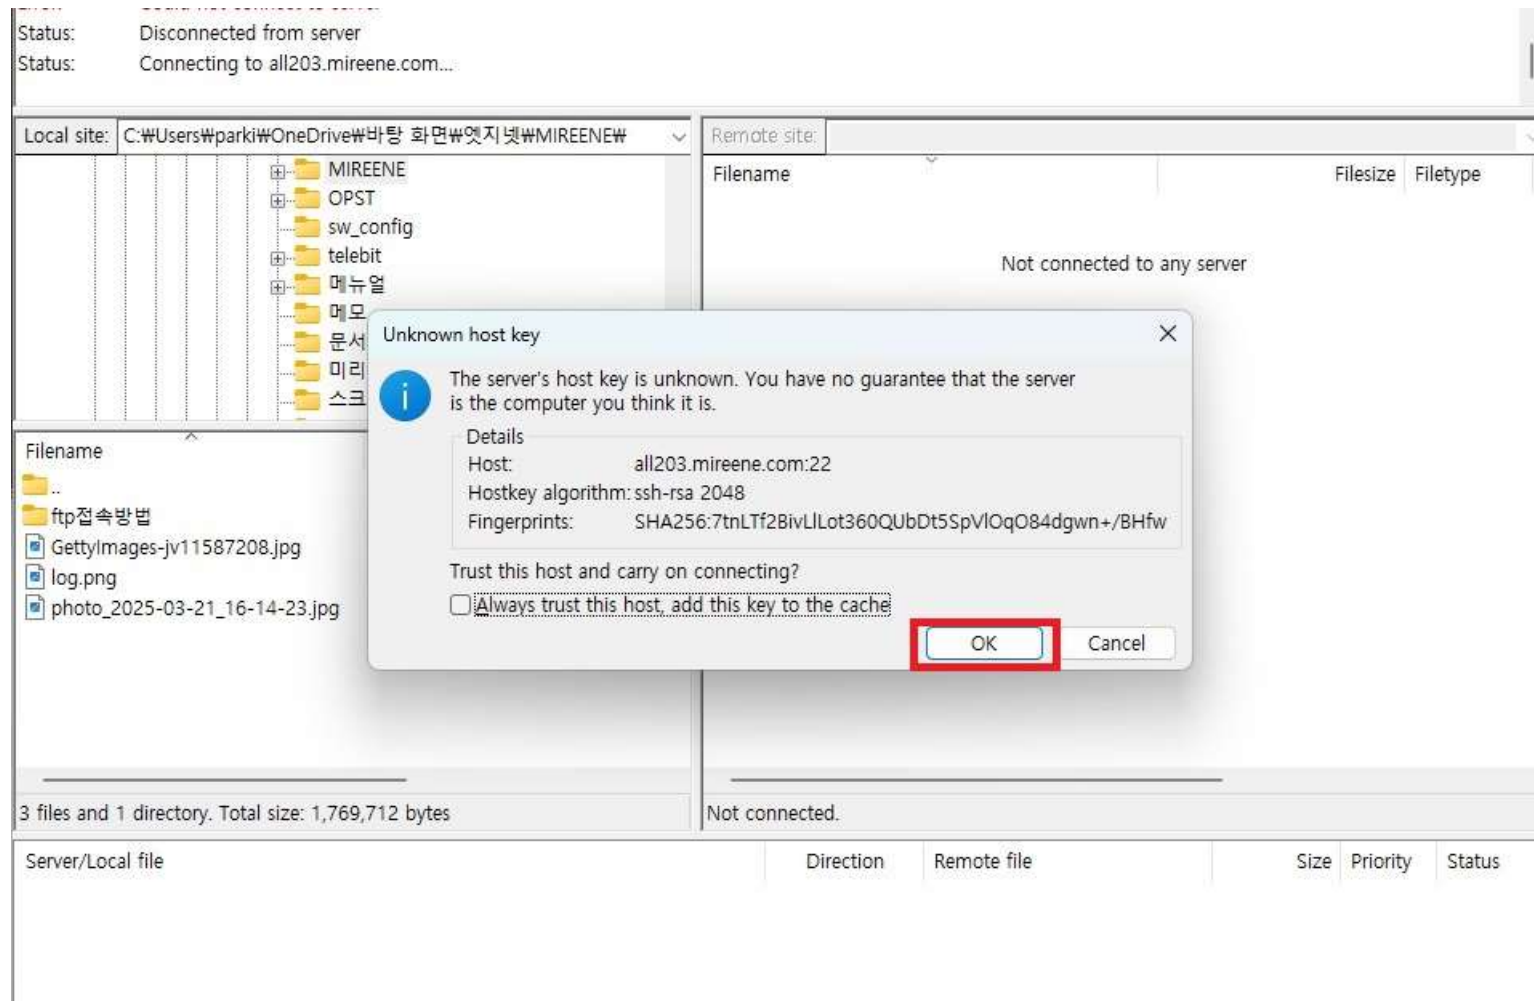 Status: Disconnected from server
Status: Connecting to all203.mireene.com...
Local site: C:₩Users₩parki₩OneDrive₩바탕 화면₩엣지넷₩MIREENE₩
Remote site:
MIREENE
OPST
sw_config
telebit
메뉴얼
메모
문서
미리
스크
Filename Filesize Filetype
Not connected to any server
Unknown host key
The server's host key is unknown. You have no guarantee that the server
is the computer you think it is.
Details
Host: all203.mireene.com:22
Hostkey algorithm: ssh-rsa 2048
Fingerprints: SHA256:7tnLTf2BivLlLot360QUbDt5SpVlOqO84dgwn+/BHfw
Trust this host and carry on connecting?
Always trust this host, add this key to the cache
OK Cancel
Filename
..
ftp접속방법
GettyImages-jv11587208.jpg
log.png
photo_2025-03-21_16-14-23.jpg
3 files and 1 directory. Total size: 1,769,712 bytes
Not connected.
Server/Local file Direction Remote file Size Priority Status